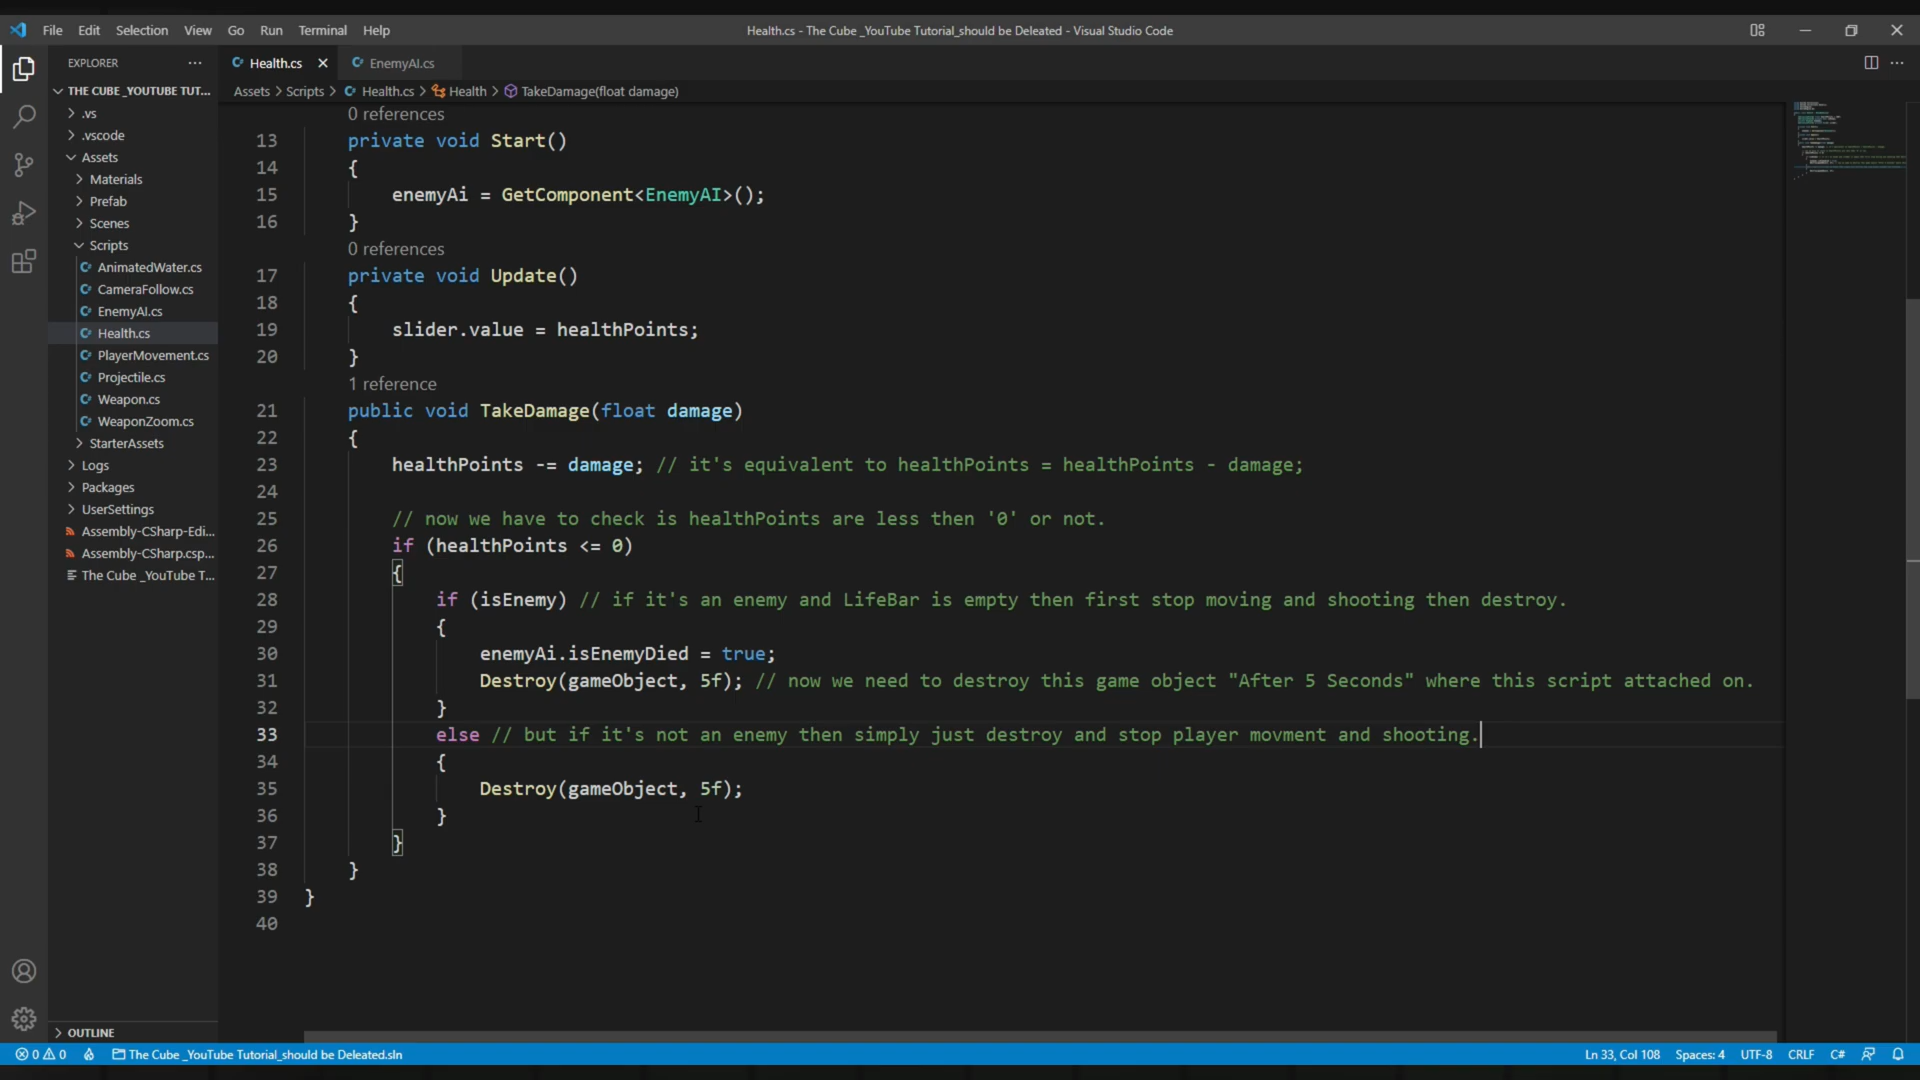 File Edit Selection View Go Run Terminal Help
Health.cs - The Cube _YouTube Tutorial_should be Deleated - Visual Studio Code
EXPLORER ···
THE CUBE _YOUTUBE TUT...
.vs
.vscode
Assets
Materials
Prefab
Scenes
Scripts
AnimatedWater.cs
CameraFollow.cs
EnemyAI.cs
Health.cs
PlayerMovement.cs
Projectile.cs
Weapon.cs
WeaponZoom.cs
StarterAssets
Logs
Packages
UserSettings
Assembly-CSharp-Edi...
Assembly-CSharp.csp...
The Cube _YouTube T...
OUTLINE
Health.cs EnemyAI.cs
Assets > Scripts > Health.cs > Health > TakeDamage(float damage)
0 references
13 private void Start()
14 {
15 enemyAi = GetComponent<EnemyAI>();
16 }
0 references
17 private void Update()
18 {
19 slider.value = healthPoints;
20 }
1 reference
21 public void TakeDamage(float damage)
22 {
23 healthPoints -= damage; // it's equivalent to healthPoints = healthPoints - damage;
24
25 // now we have to check is healthPoints are less then '0' or not.
26 if (healthPoints <= 0)
27 {
28 if (isEnemy) // if it's an enemy and LifeBar is empty then first stop moving and shooting then destroy.
29 {
30 enemyAi.isEnemyDied = true;
31 Destroy(gameObject, 5f); // now we need to destroy this game object "After 5 Seconds" where this script attached on.
32 }
33 else // but if it's not an enemy then simply just destroy and stop player movment and shooting.
34 {
35 Destroy(gameObject, 5f);
36 }
37 }
38 }
39 }
40
0 0 The Cube _YouTube Tutorial_should be Deleated.sln
Ln 33, Col 108 Spaces: 4 UTF-8 CRLF C#